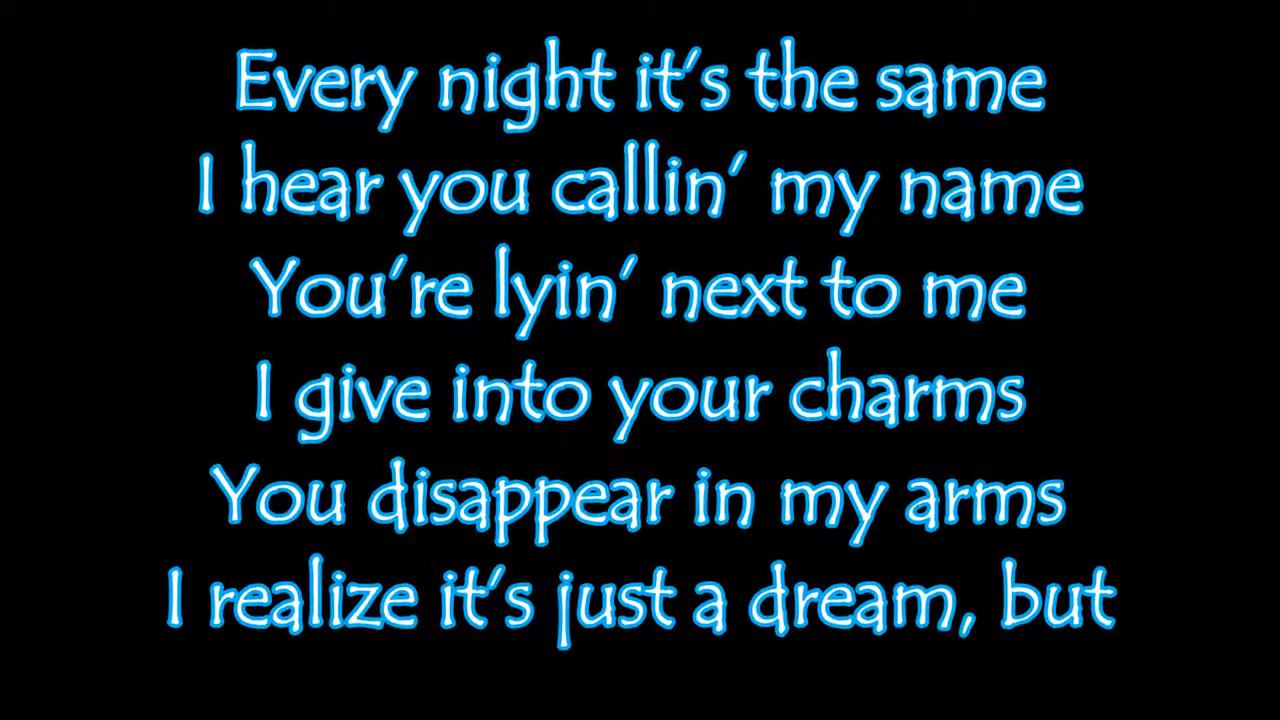 Every night it's the same
I hear you callin' my name
You're lyin' next to me
I give into your charms
You disappear in my arms
I realize it's just a dream, but